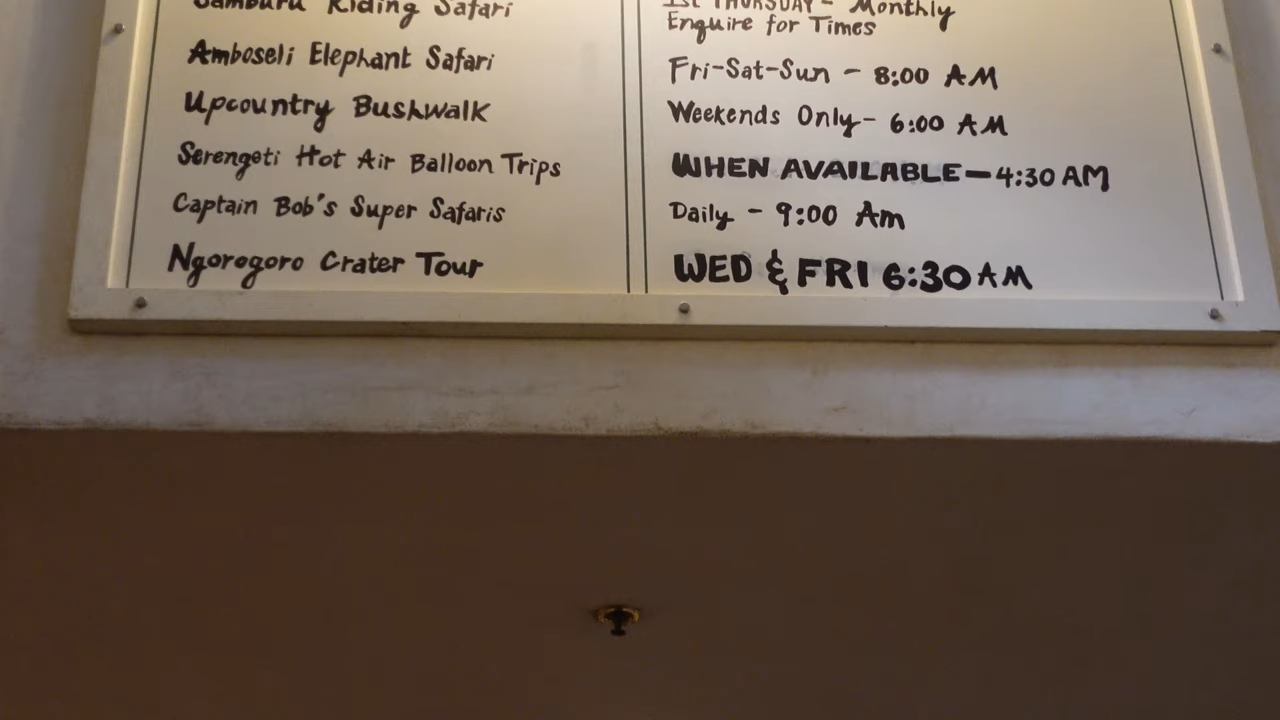 Samburu Riding Safari
1st THURSDAY - Monthly
Enquire for Times
Amboseli Elephant Safari
Fri-Sat-Sun - 8:00 AM
Upcountry Bushwalk
Weekends Only - 6:00 AM
Serengeti Hot Air Balloon Trips
WHEN AVAILABLE - 4:30 AM
Captain Bob's Super Safaris
Daily - 9:00 Am
Ngorogoro Crater Tour
WED & FRI 6:30 AM